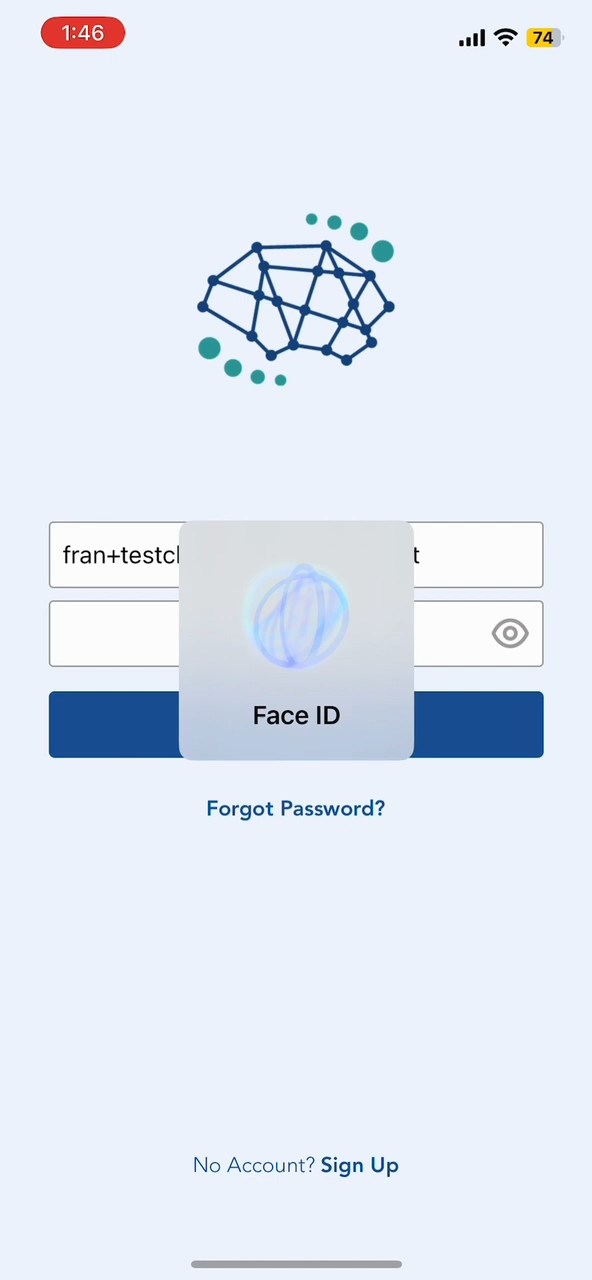 1:46
74
fran+testcl
t
Face ID
Forgot Password?
No Account? Sign Up